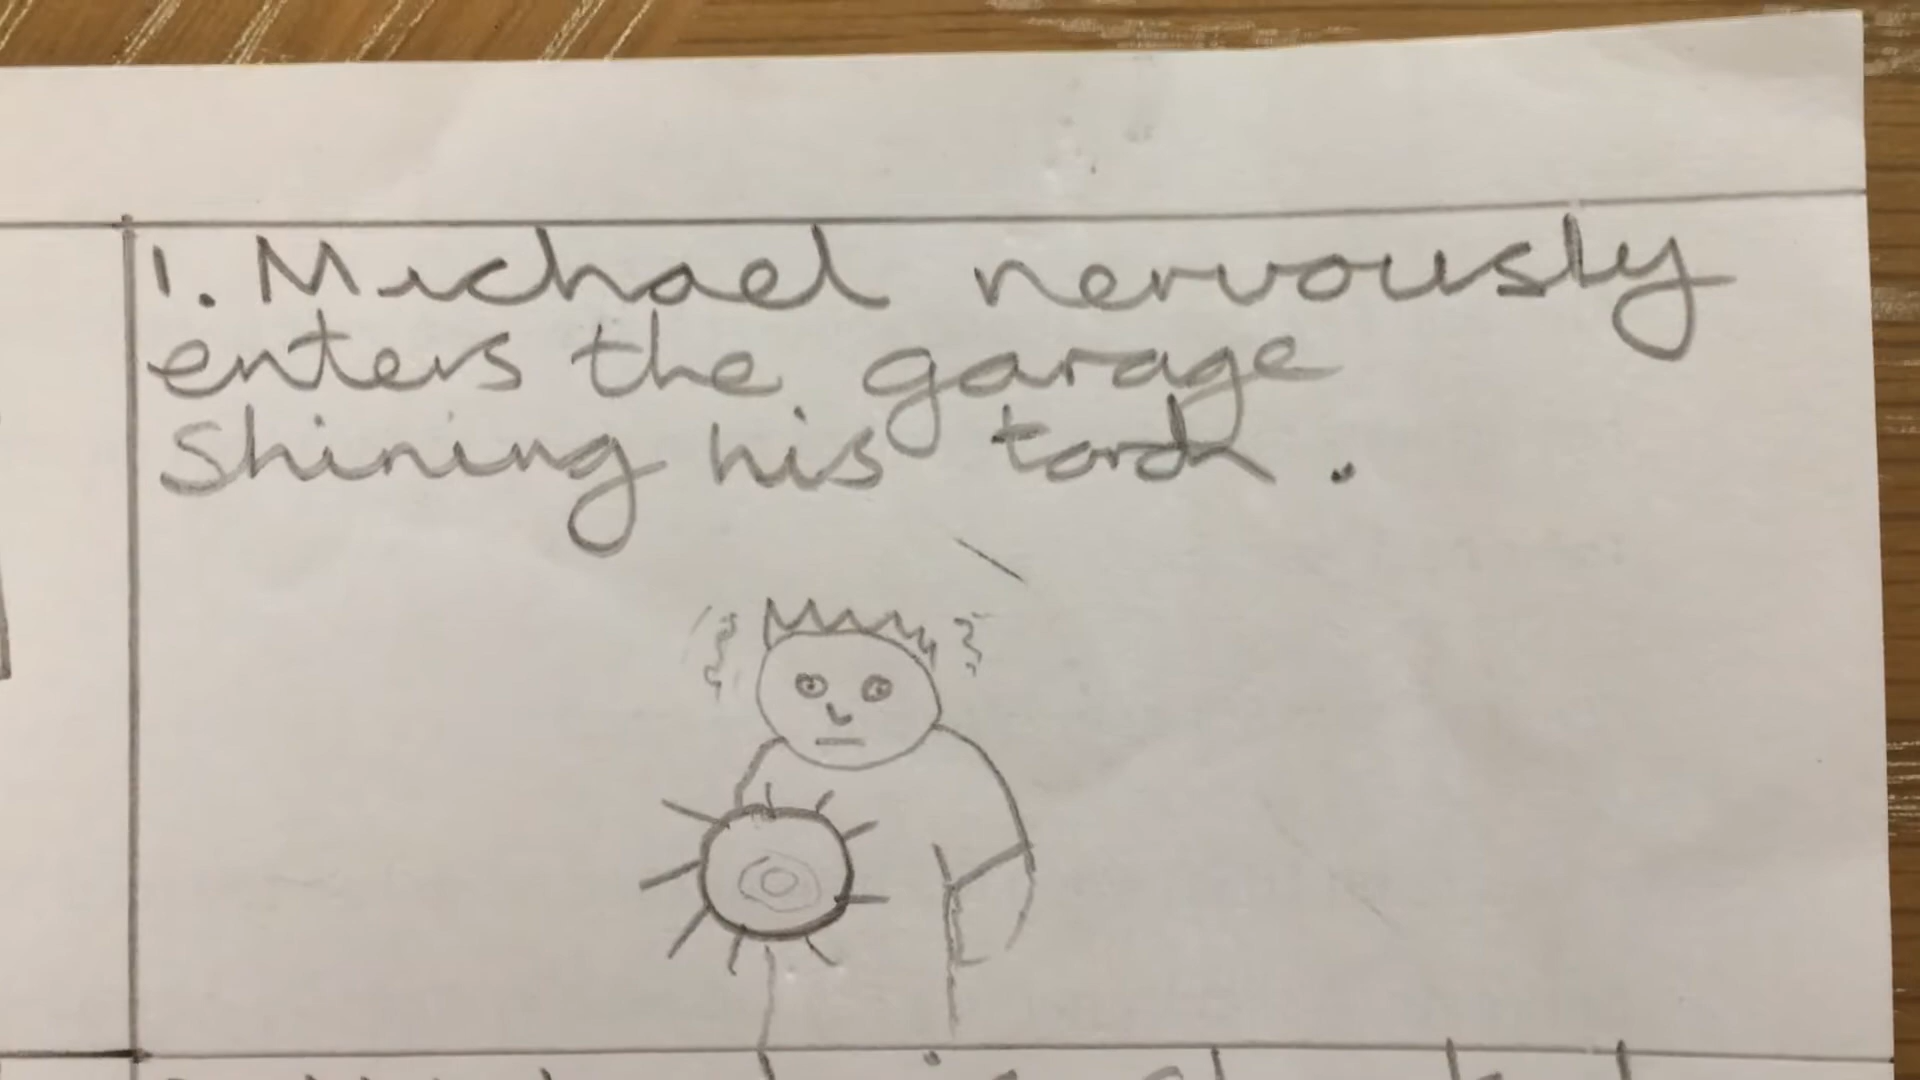 1. Michael nervously
enters the garage
Shining his torch.